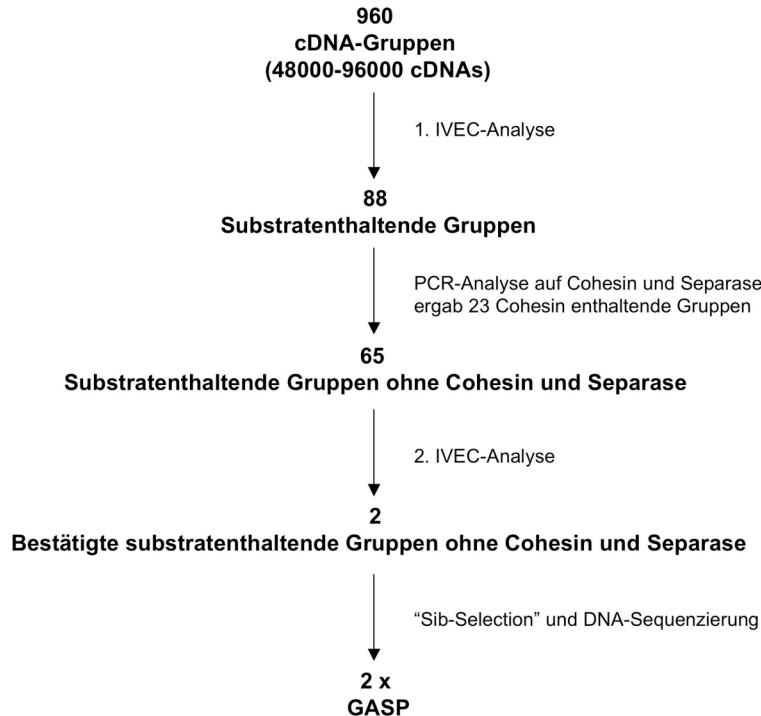 960
cDNA-Gruppen
(48000-96000 cDNAs)
1. IVEC-Analyse
88
Substratenthaltende Gruppen
PCR-Analyse auf Cohesin und Separase
ergab 23 Cohesin enthaltende Gruppen
65
Substratenthaltende Gruppen ohne Cohesin und Separase
2. IVEC-Analyse
2
Bestätigte substratenthaltende Gruppen ohne Cohesin und Separase
“Sib-Selection” und DNA-Sequenzierung
2 x
GASP